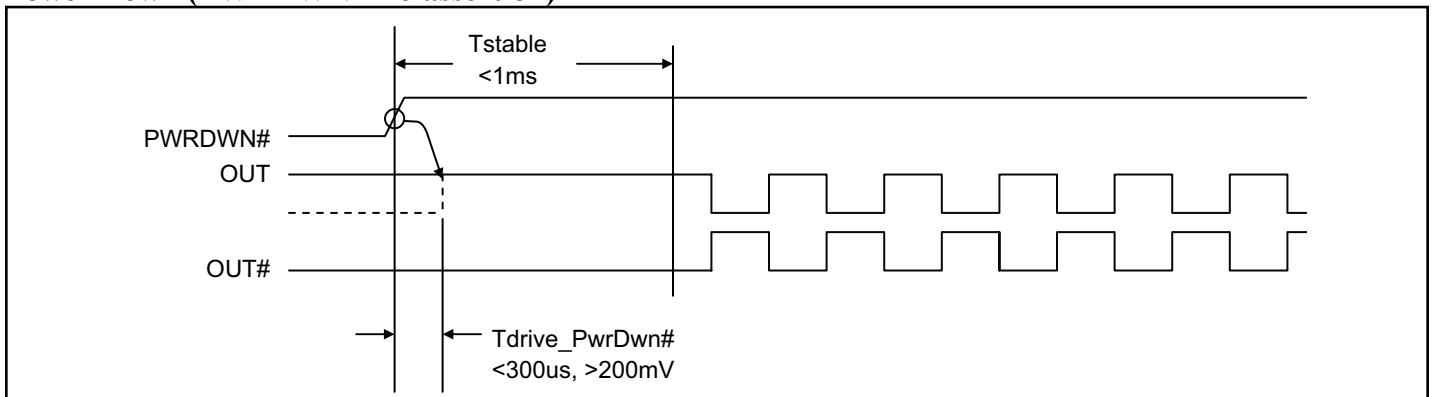 Tstable
<1ms
PWRDWN#
OUT
OUT#
Tdrive_PwrDwn#
<300us, >200mV